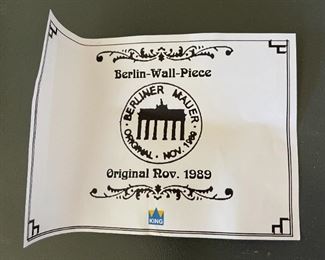 Berlin-Wall-Piece
· BERLINER MAUER ·
ORIGINAL · NOV. 1989
Original Nov. 1989
KING